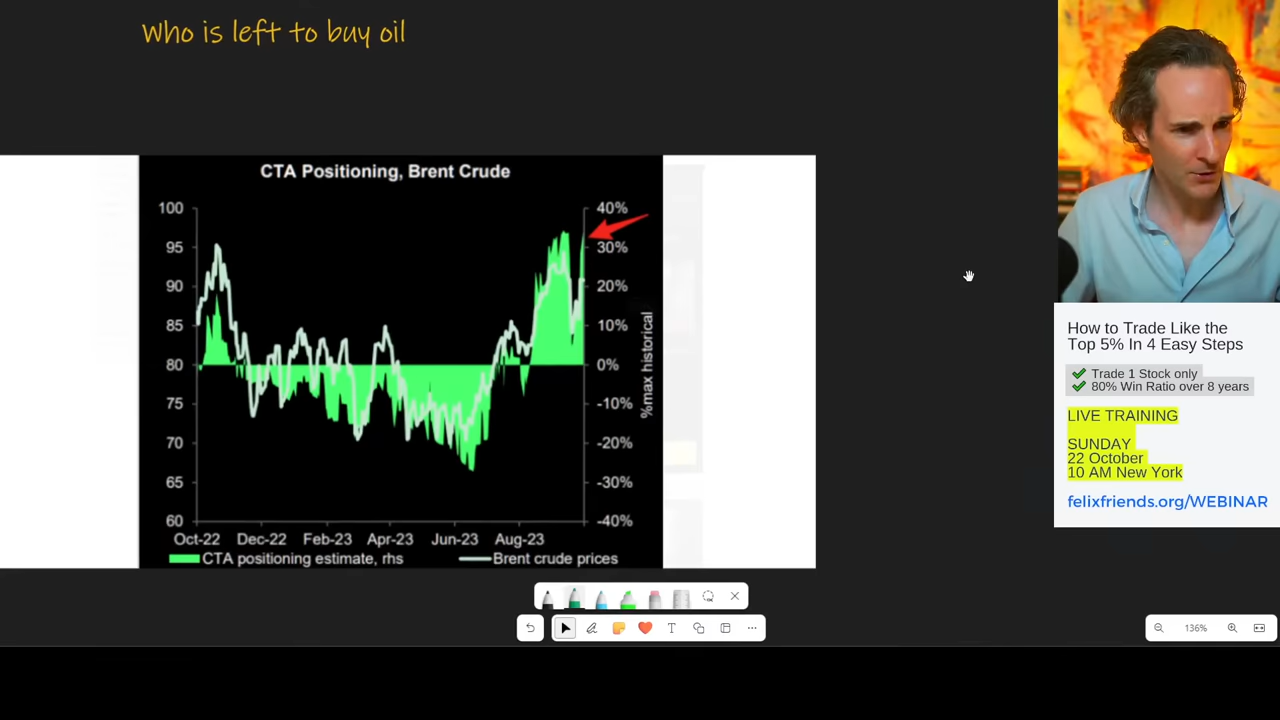 Who is left to buy oil
CTA Positioning, Brent Crude
100
95
90
85
80
75
70
65
60
40%
30%
20%
10%
0%
-10%
-20%
-30%
-40%
%max historical
Oct-22 Dec-22 Feb-23 Apr-23 Jun-23 Aug-23
CTA positioning estimate, rhs Brent crude prices
How to Trade Like the
Top 5% In 4 Easy Steps
Trade 1 Stock only
80% Win Ratio over 8 years
LIVE TRAINING
SUNDAY
22 October
10 AM New York
felixfriends.org/WEBINAR
T
136%